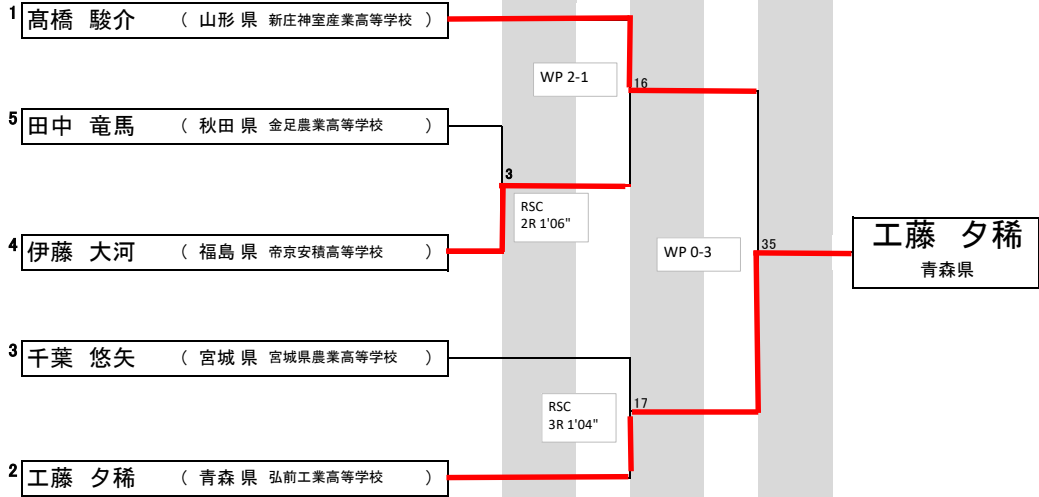 1 髙橋 駿介 （ 山形 県 新庄神室産業高等学校 ）
WP 2-1
16
5 田中 竜馬 （ 秋田 県 金足農業高等学校 ）
3
RSC
2R 1'06"
4 伊藤 大河 （ 福島 県 帝京安積高等学校 ）
WP 0-3
35
工藤 夕稀
青森県
3 千葉 悠矢 （ 宮城 県 宮城県農業高等学校 ）
17
RSC
3R 1'04"
2 工藤 夕稀 （ 青森 県 弘前工業高等学校 ）